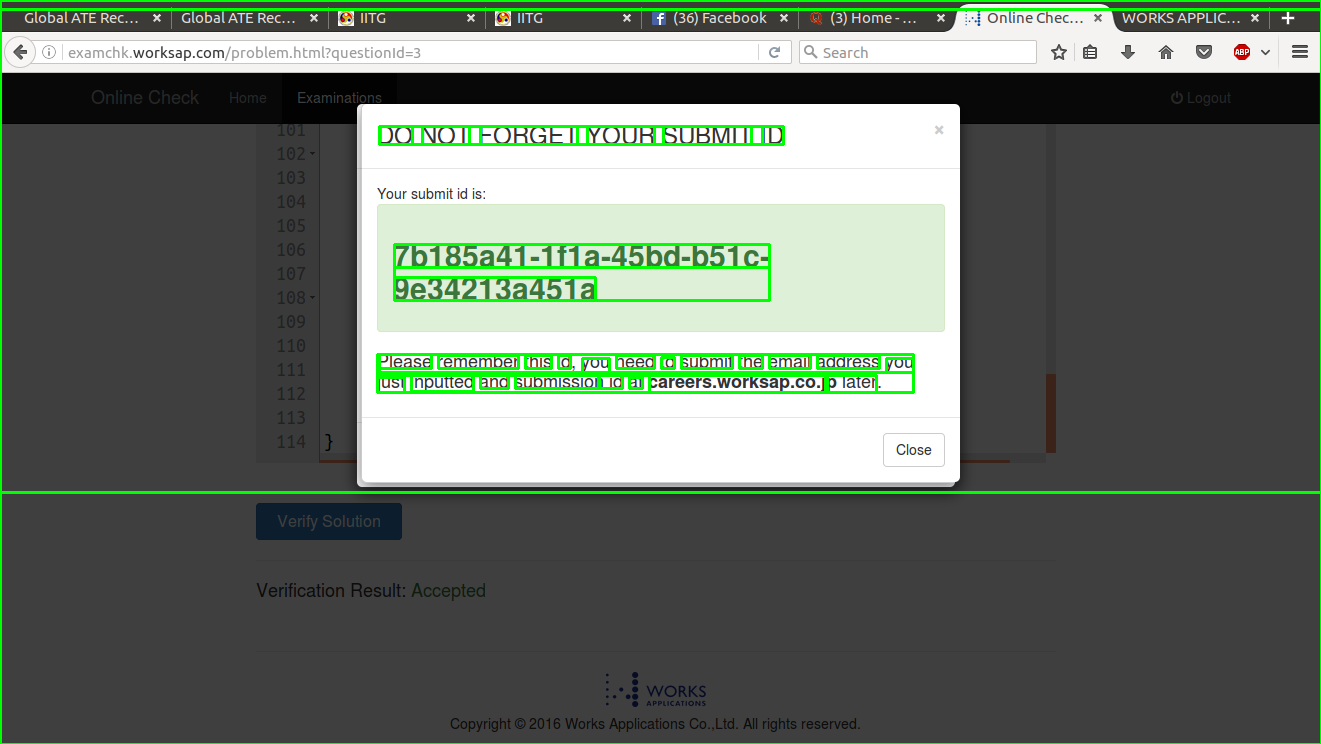 Global ATE Rec... × Global ATE Rec... × IITG × IITG × (36) Facebook × (3) Home - ... × Online Chec... × WORKS APPLIC... × +
examchk.worksap.com/problem.html?questionId=3 Search ABP
Online Check Home Examinations Logout
DO NOT FORGET YOUR SUBMIT ID ×
Your submit id is:
7b185a41-1f1a-45bd-b51c-
9e34213a451a
Please remember this id, you need to submit the email address you
just inputted and submission id at careers.worksap.co.jp later.
Close
101
102
103
104
105
106
107
108
109
110
111
112
113
114 }
Verify Solution
Verification Result: Accepted
WORKS
APPLICATIONS
Copyright © 2016 Works Applications Co.,Ltd. All rights reserved.